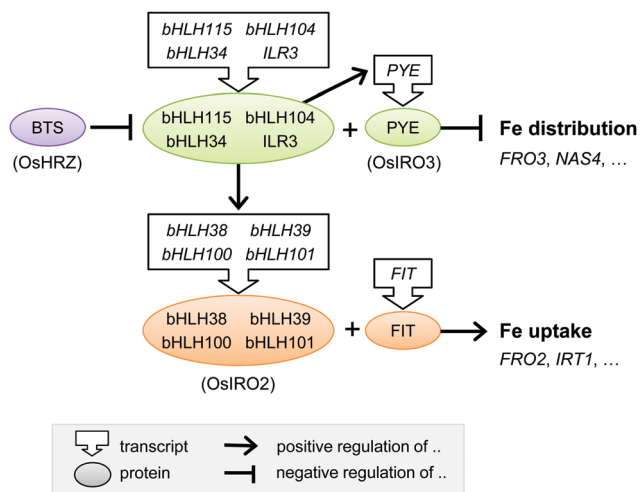 bHLH115 bHLH104
bHLH34 ILR3
PYE
BTS
bHLH115 bHLH104
bHLH34 ILR3
+
PYE
Fe distribution
(OsHRZ)
(OsIRO3)
FRO3, NAS4, ...
bHLH38 bHLH39
bHLH100 bHLH101
FIT
bHLH38 bHLH39
bHLH100 bHLH101
+
FIT
Fe uptake
(OsIRO2)
FRO2, IRT1, ...
transcript
positive regulation of ..
protein
negative regulation of ..